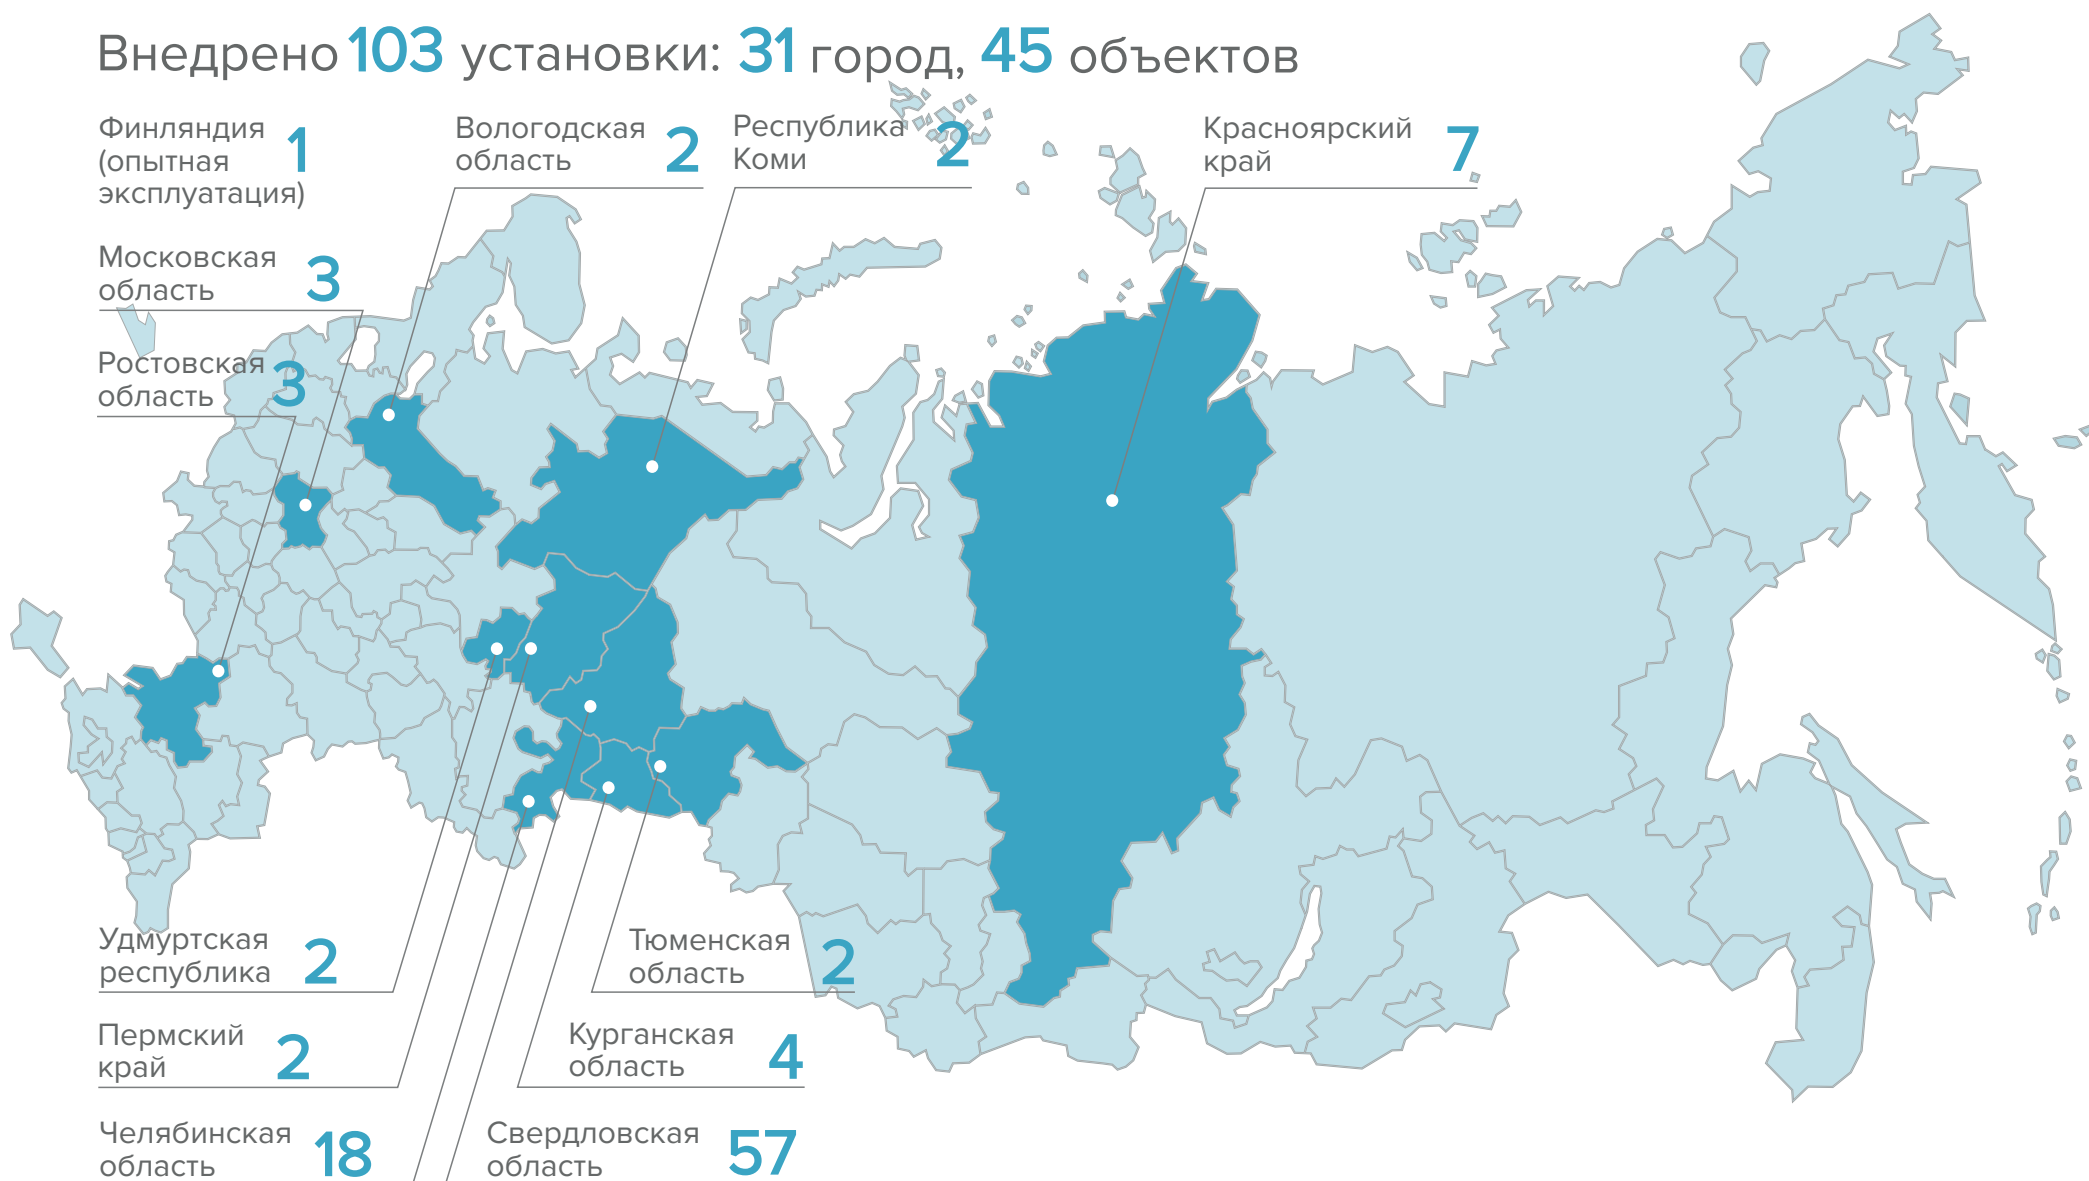 Внедрено 103 установки: 31 город, 45 объектов
Финляндия
(опытная
эксплуатация)
1
Вологодская
область
2
Республика
Коми
2
Красноярский
край
7
Московская
область
3
Ростовская
область
3
Удмуртская
республика
2
Тюменская
область
2
Пермский
край
2
Курганская
область
4
Челябинская
область
18
Свердловская
область
57